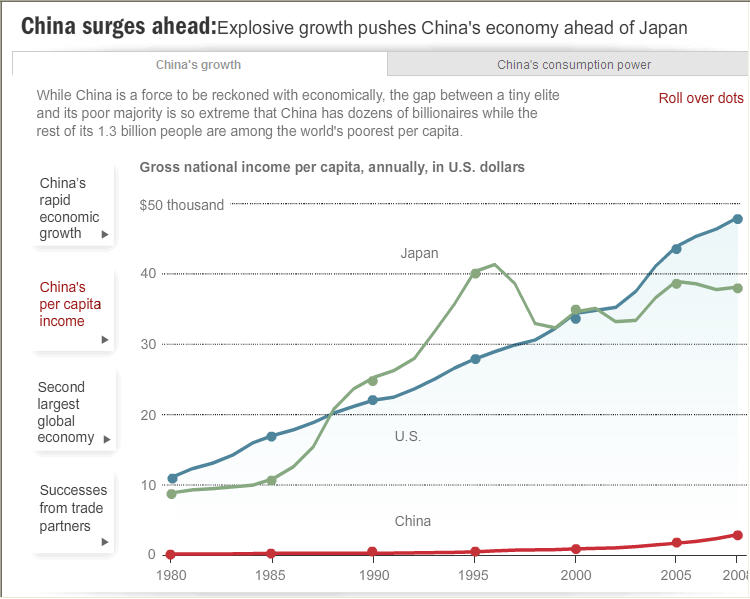 China surges ahead: Explosive growth pushes China's economy ahead of Japan
China's growth
China's consumption power
While China is a force to be reckoned with economically, the gap between a tiny elite
and its poor majority is so extreme that China has dozens of billionaires while the
rest of its 1.3 billion people are among the world's poorest per capita.
Roll over dots
China's
rapid
economic
growth
China's
per capita
income
Second
largest
global
economy
Successes
from trade
partners
Gross national income per capita, annually, in U.S. dollars
$50 thousand
40
30
20
10
0
Japan
U.S.
China
1980
1985
1990
1995
2000
2005
2008